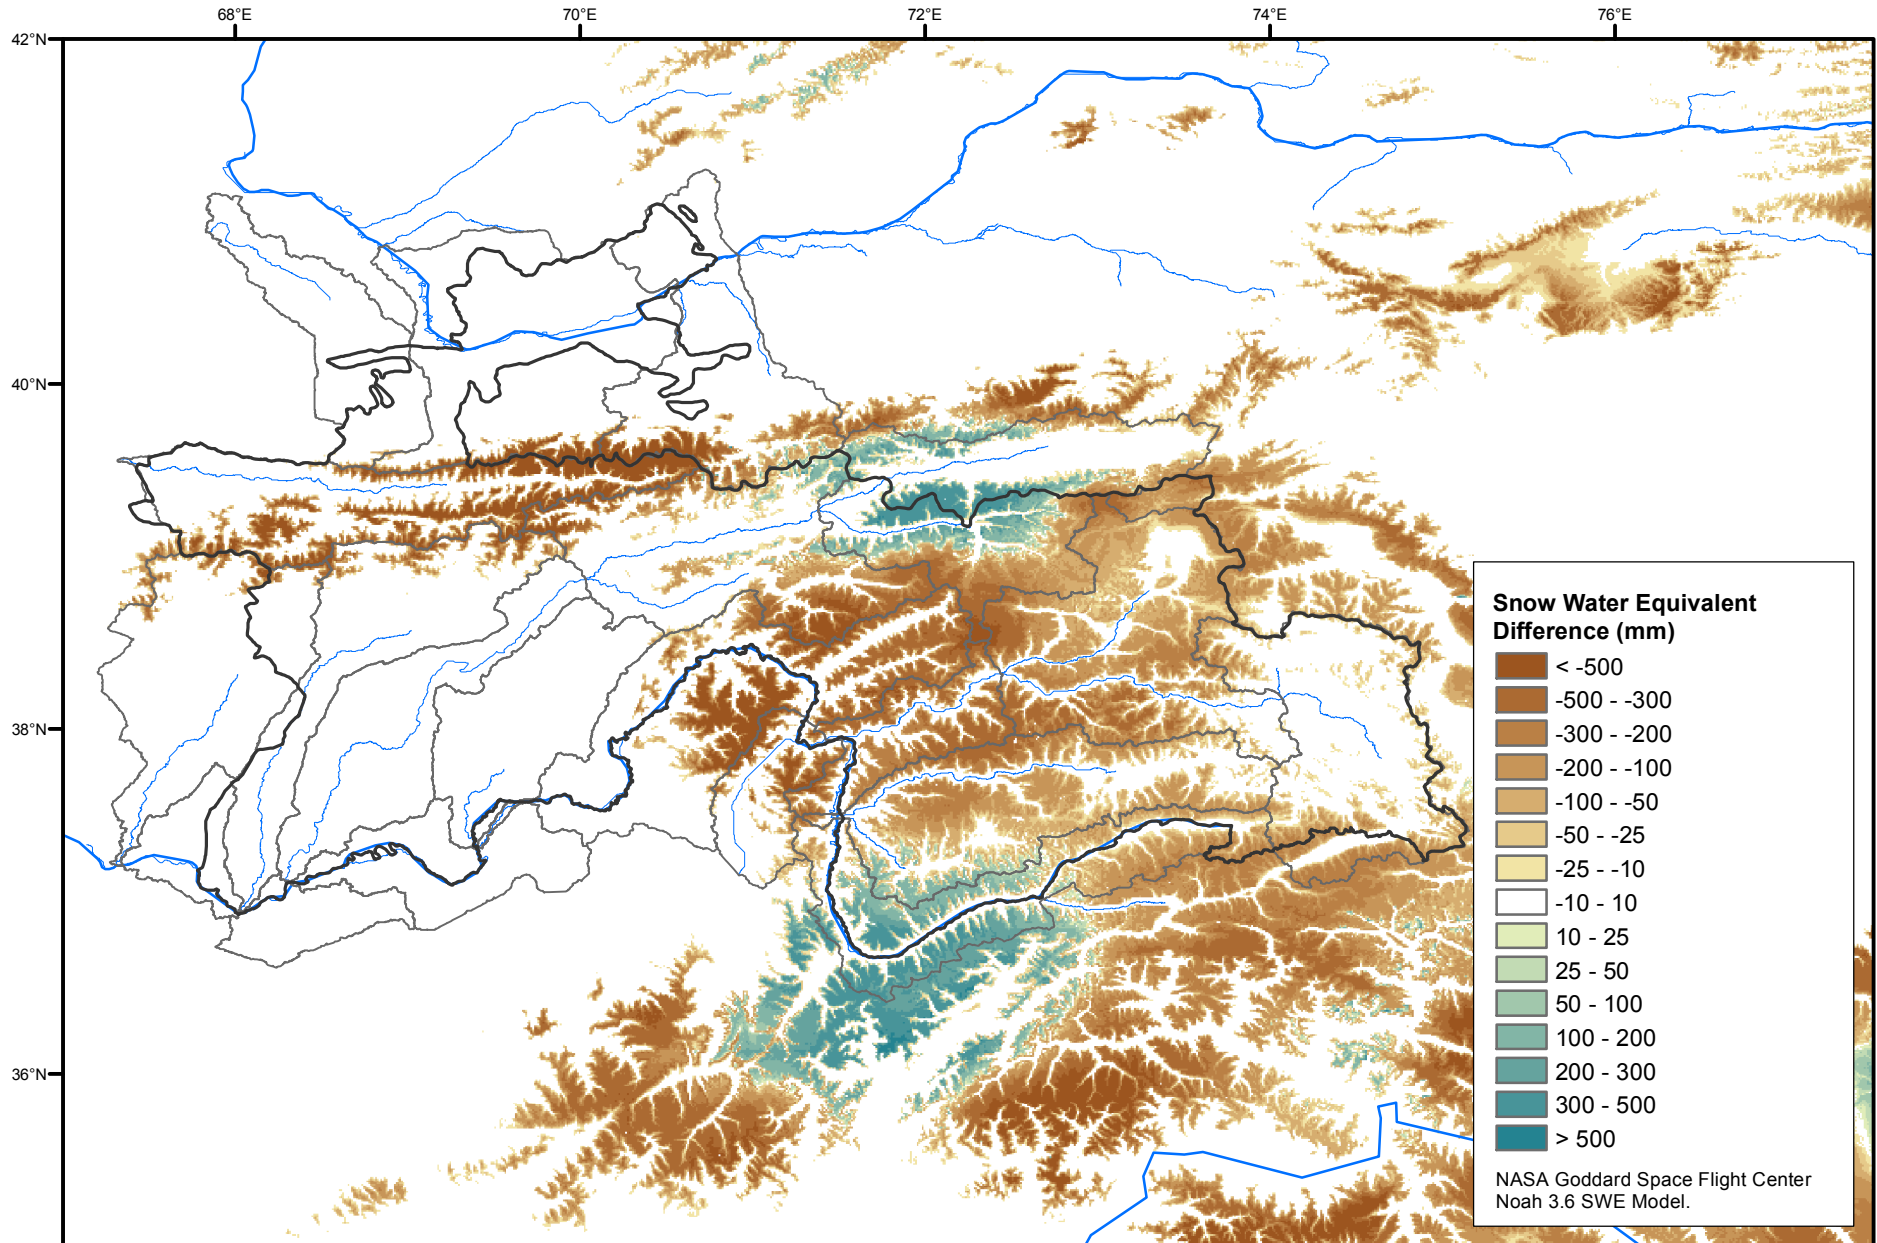 68°E
70°E
72°E
74°E
76°E
42°N
40°N
38°N
36°N
Snow Water Equivalent
Difference (mm)
< -500
-500 - -300
-300 - -200
-200 - -100
-100 - -50
-50 - -25
-25 - -10
-10 - 10
10 - 25
25 - 50
50 - 100
100 - 200
200 - 300
300 - 500
> 500
NASA Goddard Space Flight Center
Noah 3.6 SWE Model.